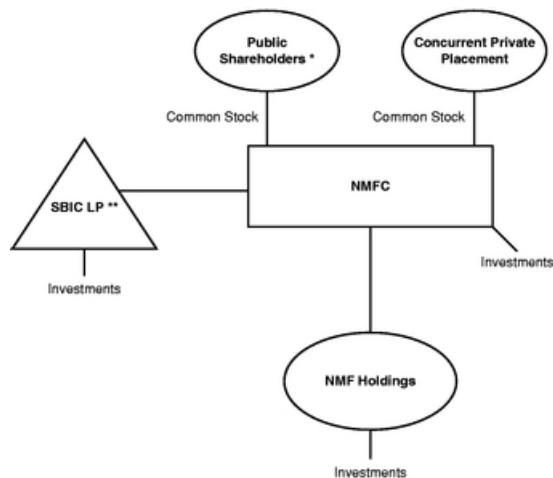 Public
Shareholders *
Concurrent Private
Placement
Common Stock
Common Stock
NMFC
SBIC LP **
Investments
Investments
NMF Holdings
Investments